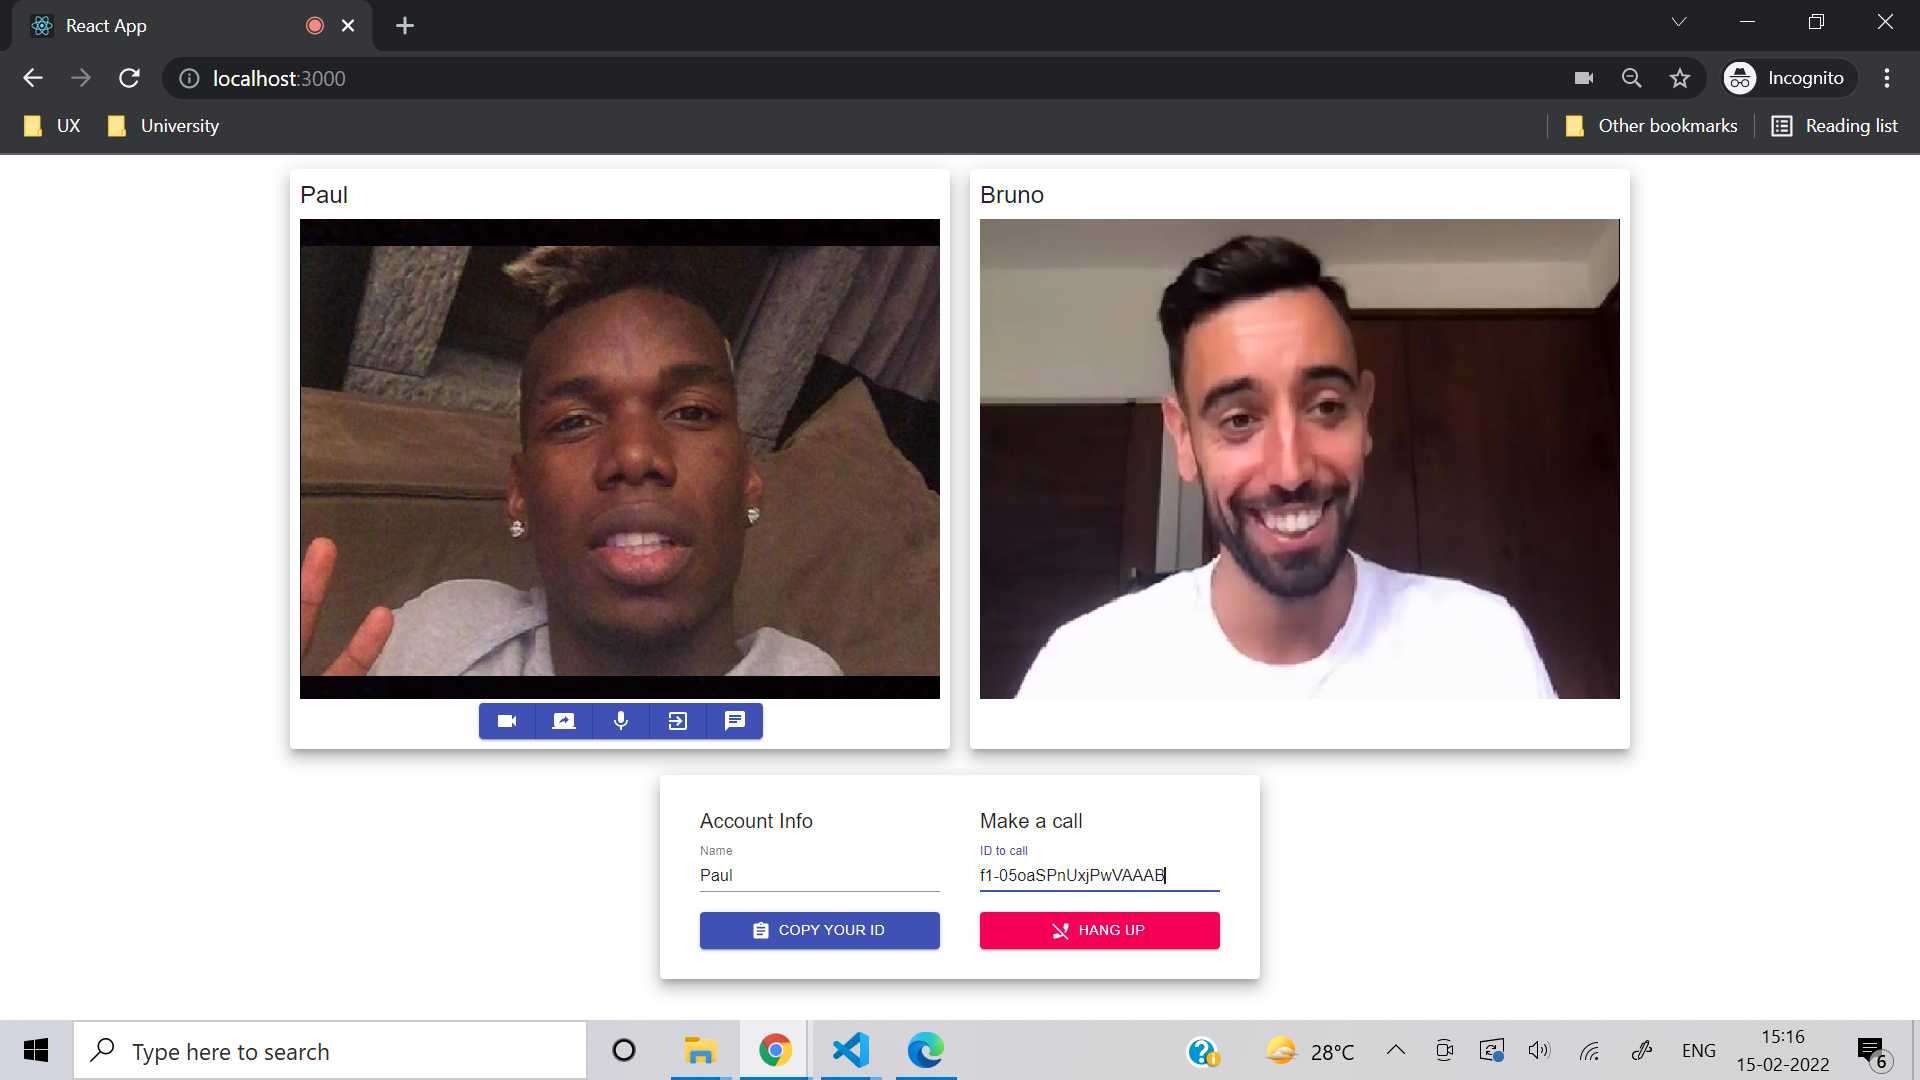 React App
localhost:3000
Incognito
UX
University
Other bookmarks
Reading list
Paul
Bruno
Account Info
Make a call
Name
ID to call
Paul
f1-05oaSPnUxjPwVAAAB
COPY YOUR ID
HANG UP
Type here to search
28°C
ENG
15:16
15-02-2022
6